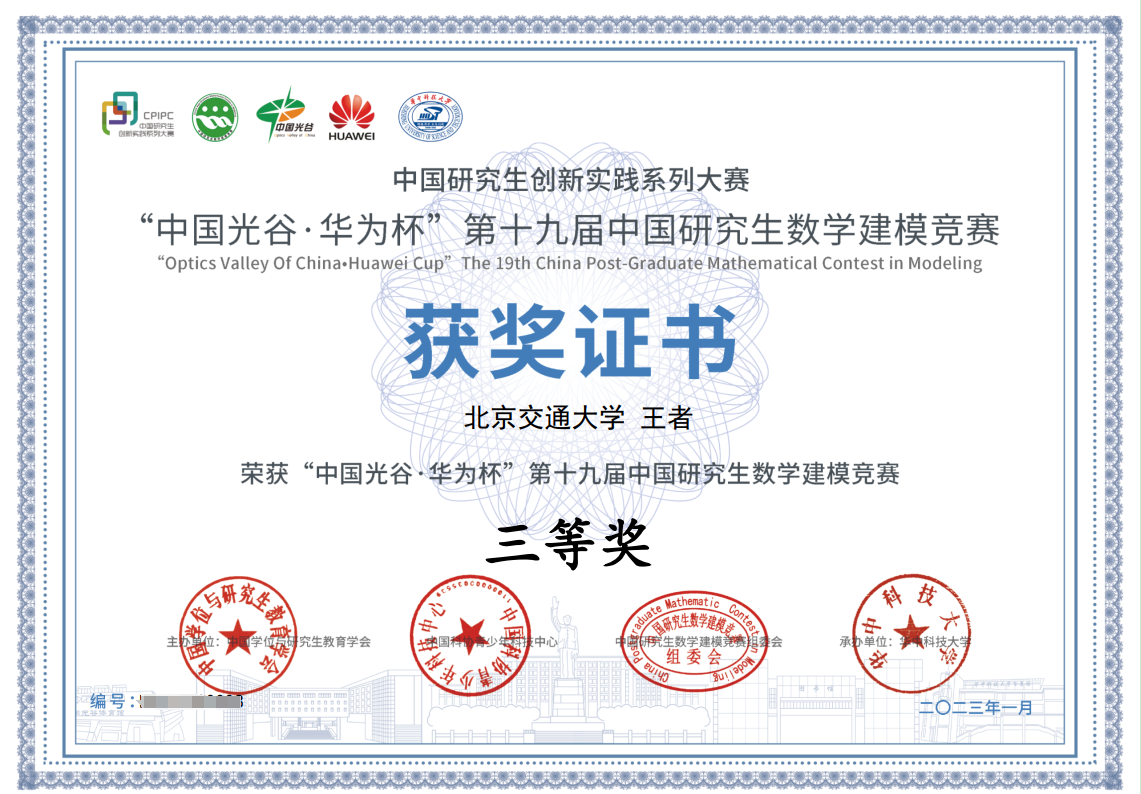 CPIPC
中国研究生
创新实践系列大赛
中国光谷
HUAWEI
中国研究生创新实践系列大赛
“中国光谷·华为杯”第十九届中国研究生数学建模竞赛
“Optics Valley Of China•Huawei Cup” The 19th China Post-Graduate Mathematical Contest in Modeling
获奖证书
北京交通大学 王者
荣获“中国光谷·华为杯”第十九届中国研究生数学建模竞赛
三等奖
中国学位与研究生教育学会
中国科协青少年科技中心
China Postgraduate Mathematic Contest in Modeling
中国研究生数学建模竞赛
组委会
华中科技大学
主办单位：中国学位与研究生教育学会
中国科协青少年科技中心
中国研究生数学建模竞赛组委会
承办单位：华中科技大学
编号：
二〇二三年一月